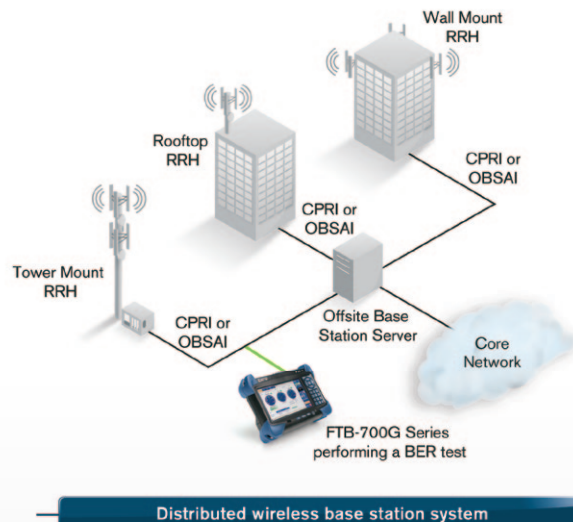 Wall Mount
RRH
Rooftop
RRH
CPRI or
OBSAI
CPRI or
OBSAI
Tower Mount
RRH
Offsite Base
Station Server
CPRI or
OBSAI
Core
Network
FTB-700G Series
performing a BER test
Distributed wireless base station system